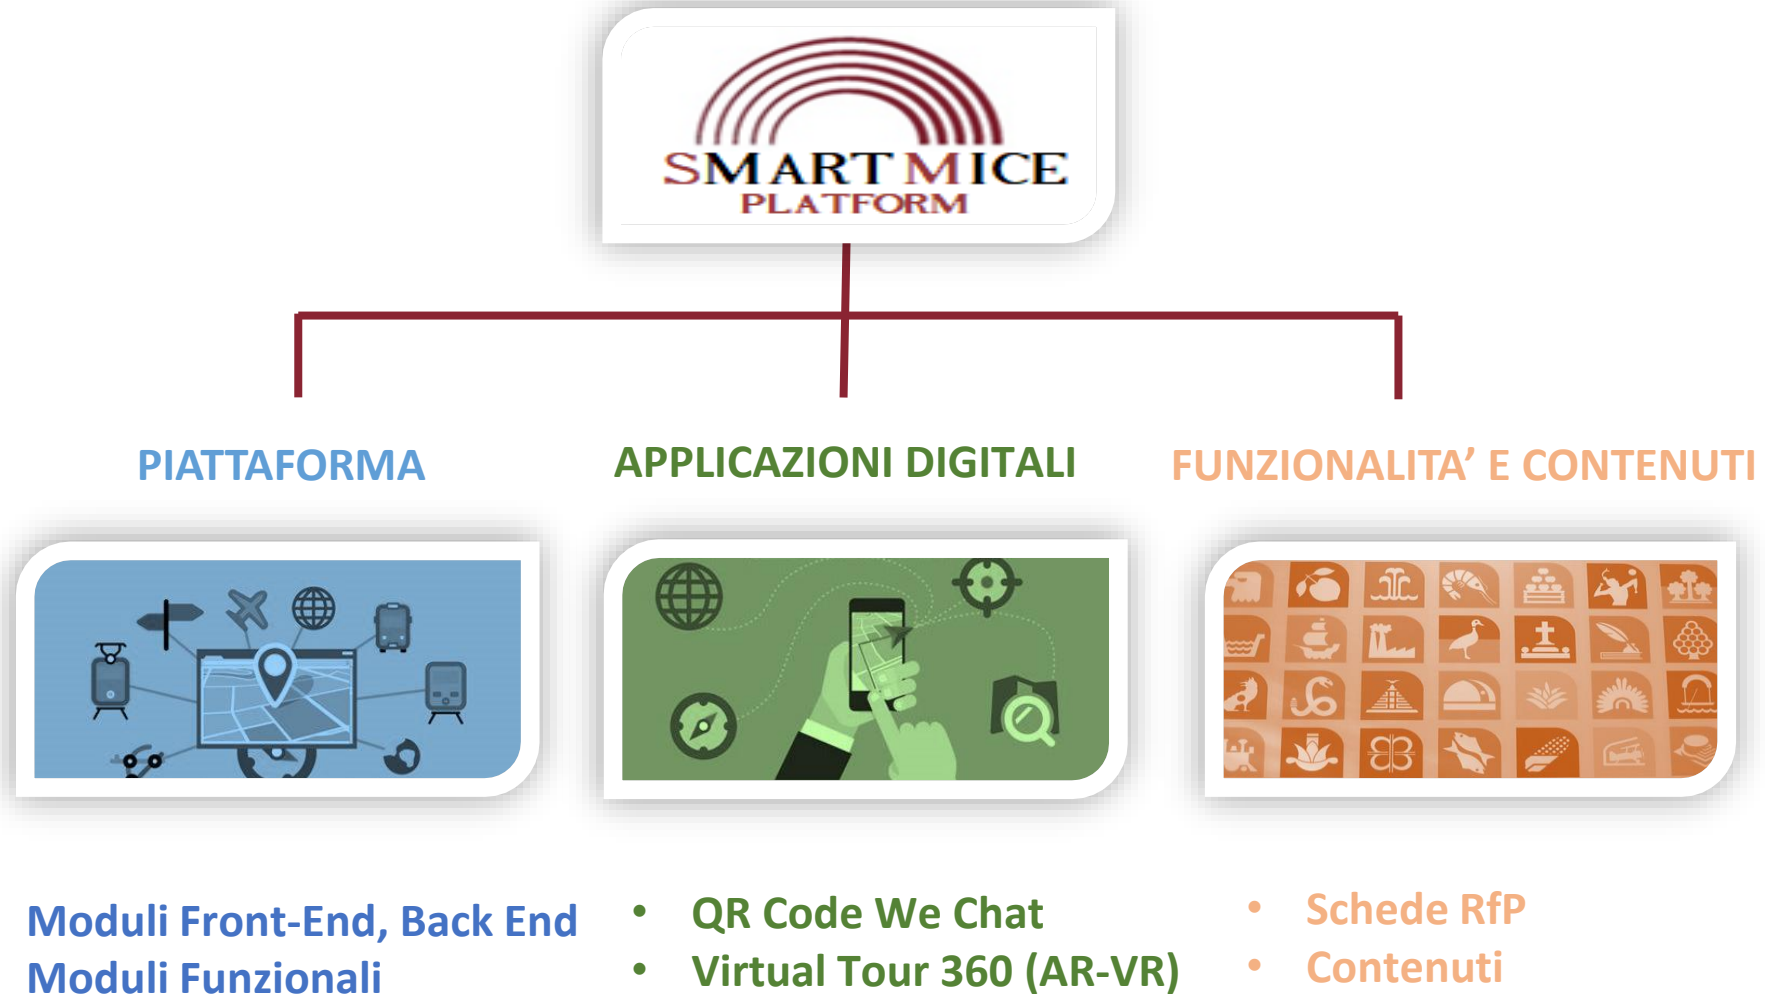 SMART MICE
PLATFORM
PIATTAFORMA
APPLICAZIONI DIGITALI
FUNZIONALITA’ E CONTENUTI
Moduli Front-End, Back End
Moduli Funzionali
• QR Code We Chat
• Virtual Tour 360 (AR-VR)
• Schede RfP
• Contenuti